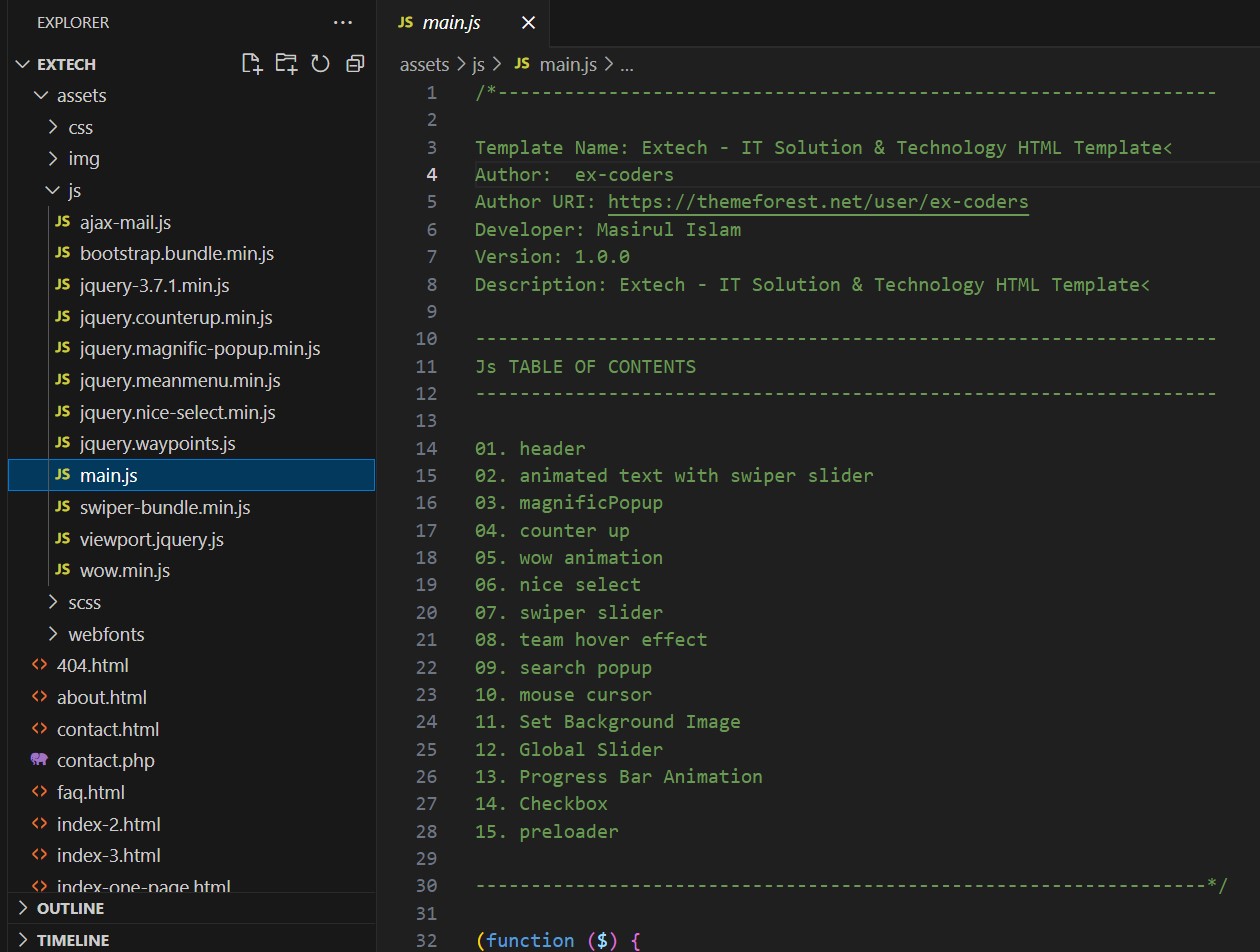 EXPLORER
EXTECH
assets
css
img
js
JS ajax-mail.js
JS bootstrap.bundle.min.js
JS jquery-3.7.1.min.js
JS jquery.counterup.min.js
JS jquery.magnific-popup.min.js
JS jquery.meanmenu.min.js
JS jquery.nice-select.min.js
JS jquery.waypoints.js
JS main.js
JS swiper-bundle.min.js
JS viewport.jquery.js
JS wow.min.js
scss
webfonts
404.html
about.html
contact.html
contact.php
faq.html
index-2.html
index-3.html
index-one-page.html
OUTLINE
TIMELINE
JS main.js
assets > js > JS main.js > ...
1 /*-----------------------------------------------------------------
2
3 Template Name: Extech - IT Solution & Technology HTML Template<
4 Author:  ex-coders
5 Author URI: https://themeforest.net/user/ex-coders
6 Developer: Masirul Islam
7 Version: 1.0.0
8 Description: Extech - IT Solution & Technology HTML Template<
9
10 -------------------------------------------------------------------
11 Js TABLE OF CONTENTS
12 -------------------------------------------------------------------
13
14 01. header
15 02. animated text with swiper slider
16 03. magnificPopup
17 04. counter up
18 05. wow animation
19 06. nice select
20 07. swiper slider
21 08. team hover effect
22 09. search popup
23 10. mouse cursor
24 11. Set Background Image
25 12. Global Slider
26 13. Progress Bar Animation
27 14. Checkbox
28 15. preloader
29
30 ------------------------------------------------------------------*/
31
32 (function ($) {